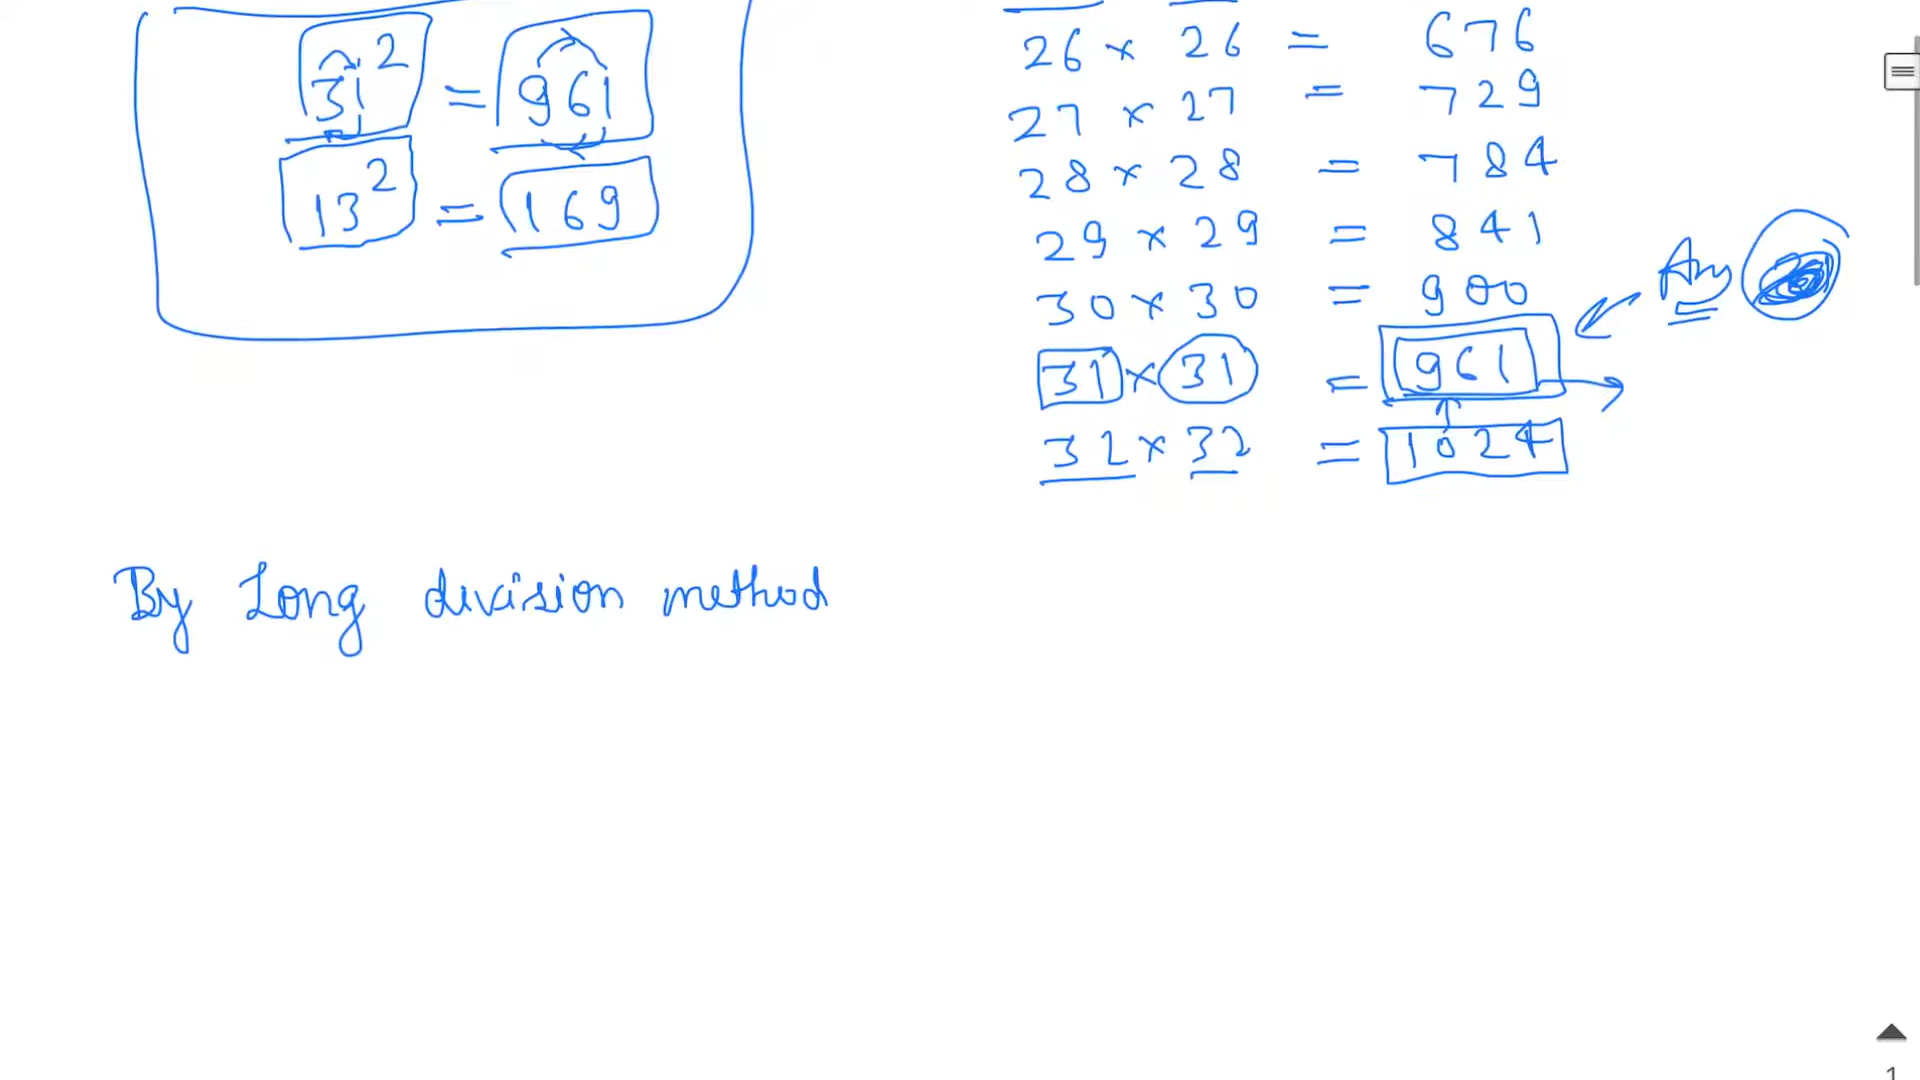 31² = 961
13² = 169
26 × 26 = 676
27 × 27 = 729
28 × 28 = 784
29 × 29 = 841
30 × 30 = 900
Ans
31 × 31 = 961
32 × 32 = 1024
By Long division method
1